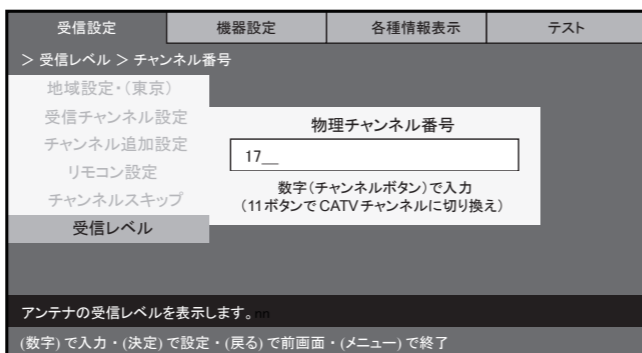 受信設定 機器設定 各種情報表示 テスト
＞ 受信レベル ＞ チャンネル番号
地域設定・(東京)
受信チャンネル設定
チャンネル追加設定
リモコン設定
チャンネルスキップ
受信レベル
物理チャンネル番号
17__
数字(チャンネルボタン)で入力
(11ボタンでCATVチャンネルに切り換え)
アンテナの受信レベルを表示します。nn
(数字) で入力・(決定) で設定・(戻る) で前画面・(メニュー) で終了